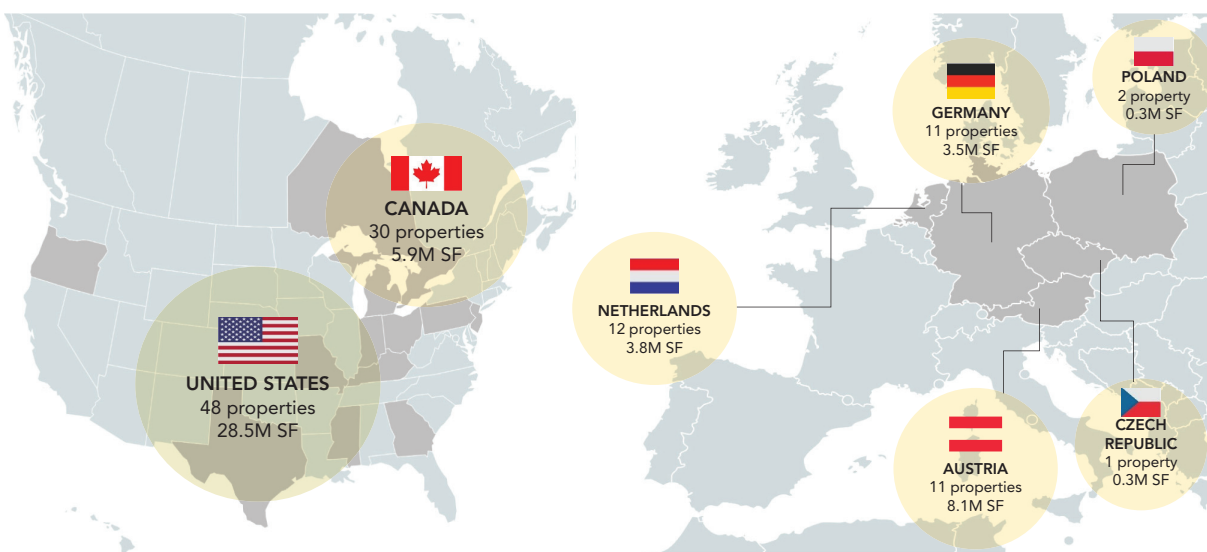 CANADA
30 properties
5.9M SF
UNITED STATES
48 properties
28.5M SF
NETHERLANDS
12 properties
3.8M SF
GERMANY
11 properties
3.5M SF
POLAND
2 property
0.3M SF
AUSTRIA
11 properties
8.1M SF
CZECH
REPUBLIC
1 property
0.3M SF